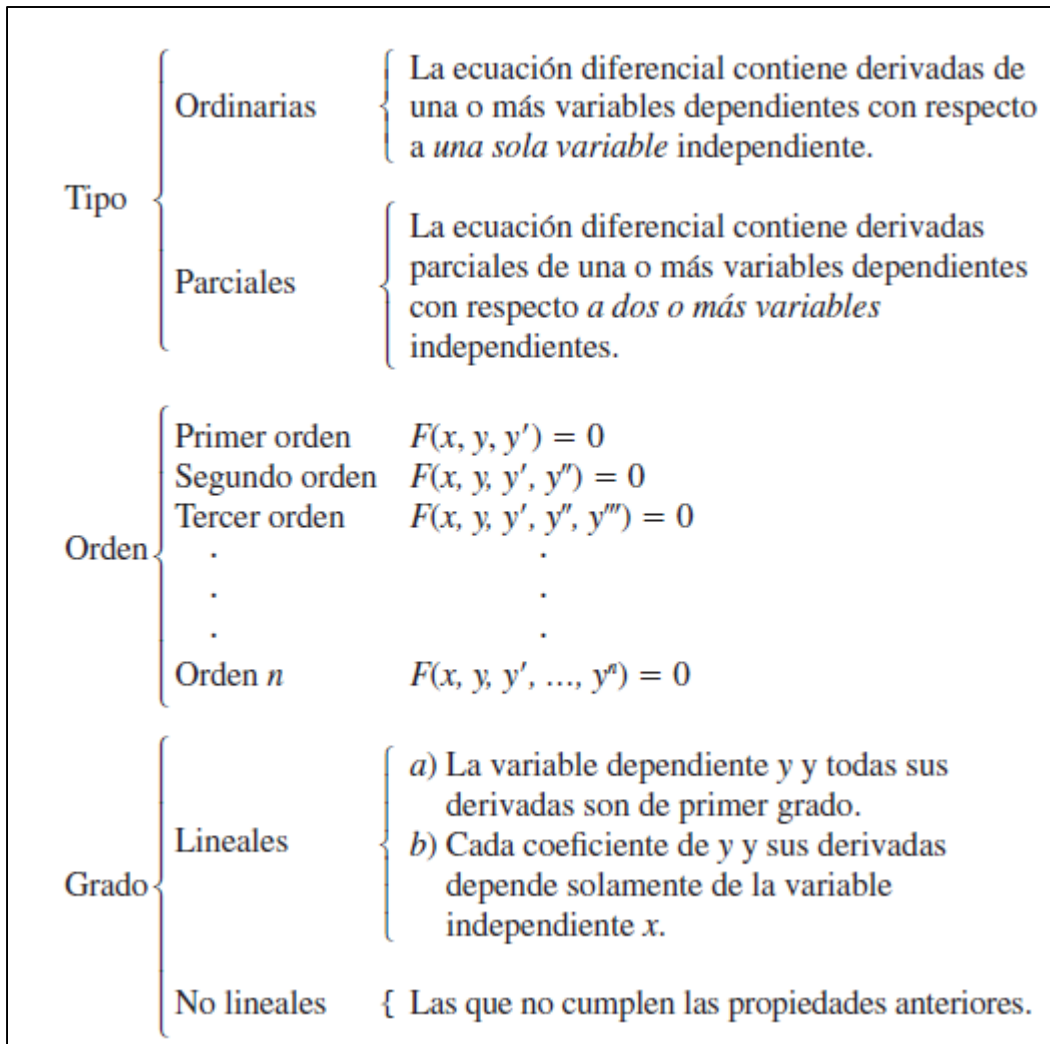 Tipo
Ordinarias
La ecuación diferencial contiene derivadas de
una o más variables dependientes con respecto
a una sola variable independiente.
Parciales
La ecuación diferencial contiene derivadas
parciales de una o más variables dependientes
con respecto a dos o más variables
independientes.
Orden
Primer orden F(x, y, y′) = 0
Segundo orden F(x, y, y′, y″) = 0
Tercer orden F(x, y, y′, y″, y‴) = 0
. .
. .
. .
Orden n F(x, y, y′, ..., yⁿ) = 0
Grado
Lineales
a) La variable dependiente y y todas sus
derivadas son de primer grado.
b) Cada coeficiente de y y sus derivadas
depende solamente de la variable
independiente x.
No lineales { Las que no cumplen las propiedades anteriores.